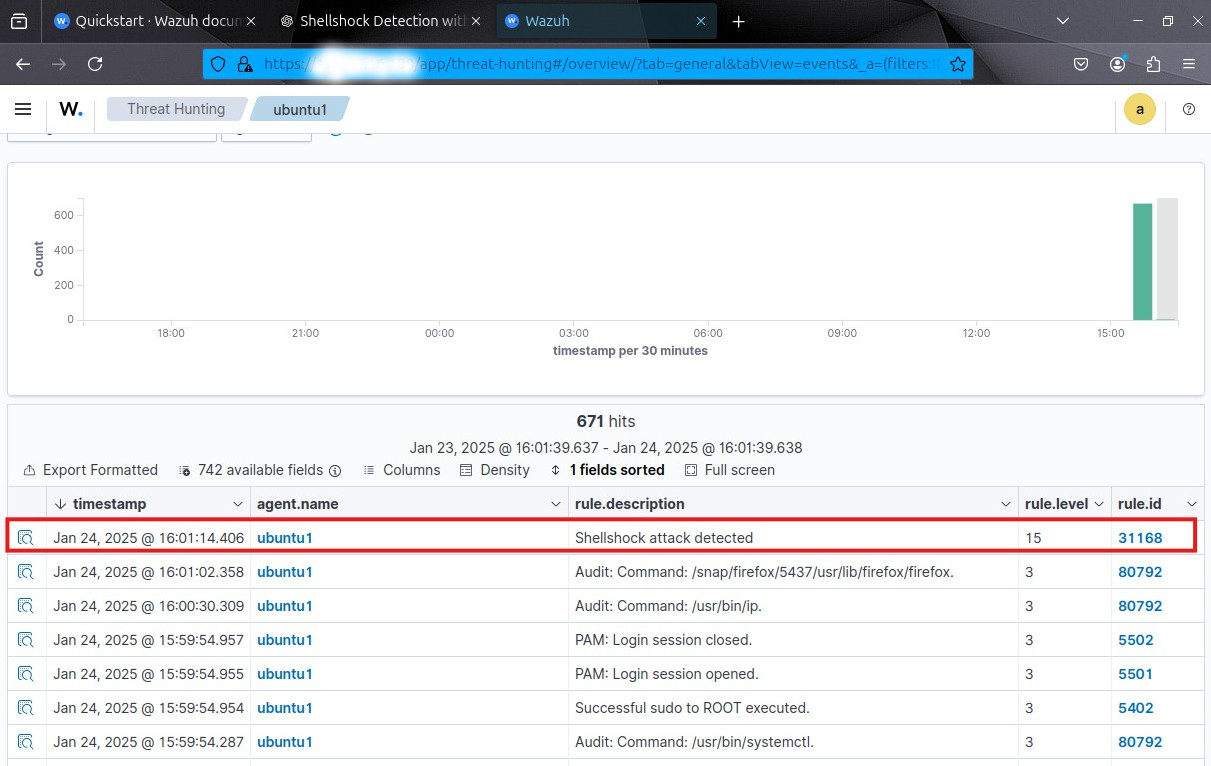 Quickstart · Wazuh docum
Shellshock Detection with
Wazuh
https:/ /app/threat-hunting#/overview/?tab=general&tabView=events&_a=(filters:!(
W. Threat Hunting ubuntu1 a
600
400
200
0
Count
18:00 21:00 00:00 03:00 06:00 09:00 12:00 15:00
timestamp per 30 minutes
671 hits
Jan 23, 2025 @ 16:01:39.637 - Jan 24, 2025 @ 16:01:39.638
Export Formatted 742 available fields Columns Density 1 fields sorted Full screen
timestamp agent.name rule.description rule.level rule.id
Jan 24, 2025 @ 16:01:14.406 ubuntu1 Shellshock attack detected 15 31168
Jan 24, 2025 @ 16:01:02.358 ubuntu1 Audit: Command: /snap/firefox/5437/usr/lib/firefox/firefox. 3 80792
Jan 24, 2025 @ 16:00:30.309 ubuntu1 Audit: Command: /usr/bin/ip. 3 80792
Jan 24, 2025 @ 15:59:54.957 ubuntu1 PAM: Login session closed. 3 5502
Jan 24, 2025 @ 15:59:54.955 ubuntu1 PAM: Login session opened. 3 5501
Jan 24, 2025 @ 15:59:54.954 ubuntu1 Successful sudo to ROOT executed. 3 5402
Jan 24, 2025 @ 15:59:54.287 ubuntu1 Audit: Command: /usr/bin/systemctl. 3 80792